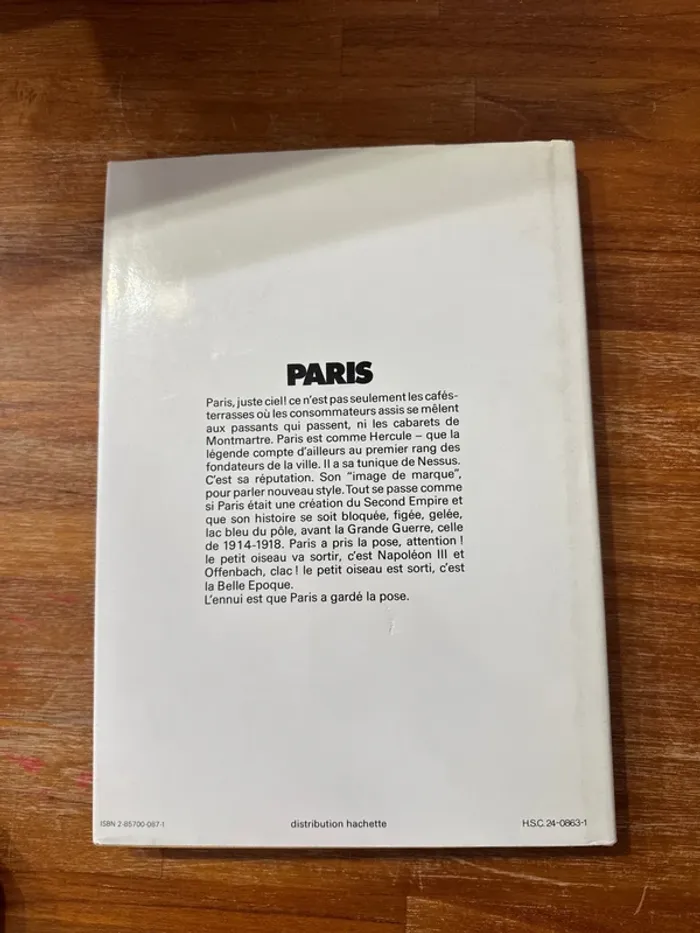 PARIS
Paris, juste ciel! ce n'est pas seulement les cafés-
terrasses où les consommateurs assis se mêlent
aux passants qui passent, ni les cabarets de
Montmartre. Paris est comme Hercule – que la
légende compte d'ailleurs au premier rang des
fondateurs de la ville. Il a sa tunique de Nessus.
C'est sa réputation. Son "image de marque",
pour parler nouveau style. Tout se passe comme
si Paris était une création du Second Empire et
que son histoire se soit bloquée, figée, gelée,
lac bleu du pôle, avant la Grande Guerre, celle
de 1914-1918. Paris a pris la pose, attention !
le petit oiseau va sortir, c'est Napoléon III et
Offenbach, clac ! le petit oiseau est sorti, c'est
la Belle Epoque.
L'ennui est que Paris a gardé la pose.
ISBN 2-85700-087-1
distribution hachette
H.S.C. 24-0863-1